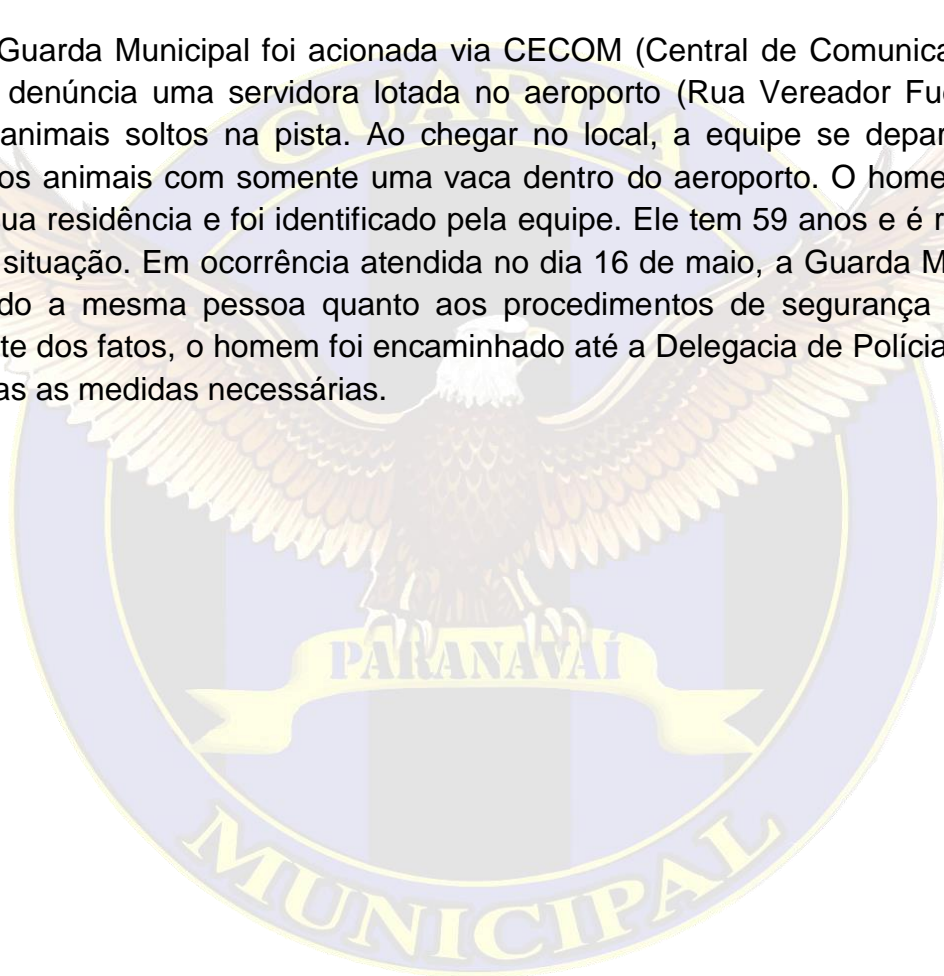 Guarda Municipal foi acionada via CECOM (Central de Comunica
denúncia uma servidora lotada no aeroporto (Rua Vereador Fu
animais soltos na pista. Ao chegar no local, a equipe se depar
os animais com somente uma vaca dentro do aeroporto. O home
ua residência e foi identificado pela equipe. Ele tem 59 anos e é
situação. Em ocorrência atendida no dia 16 de maio, a Guarda M
do a mesma pessoa quanto aos procedimentos de segurança
te dos fatos, o homem foi encaminhado até a Delegacia de Polícia
as as medidas necessárias.
GUARDA
PARANAVAÍ
MUNICIPAL